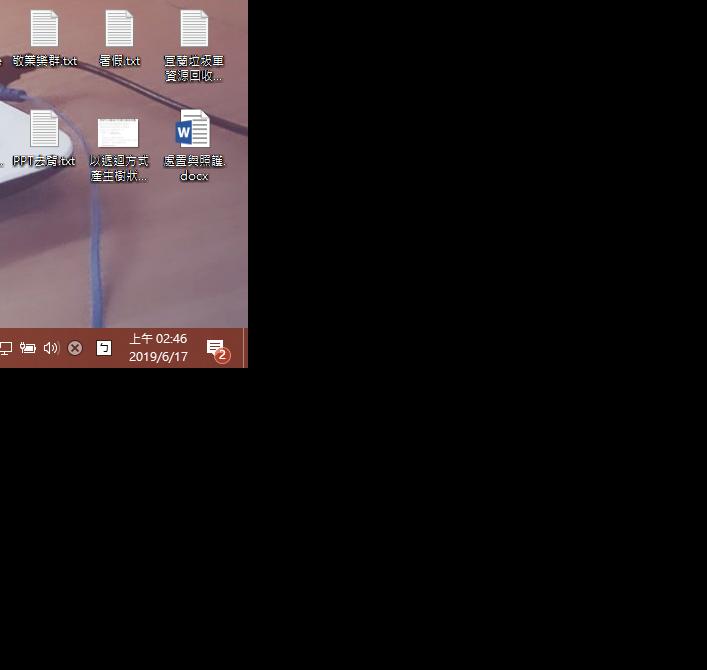 敬業樂群.txt
暑假.txt
宜蘭垃圾車
資源回收...
PPT去背.txt
以遞迴方式
產生樹狀...
處置與照護.
docx
W
上午 02:46
2019/6/17
ㄅ
2